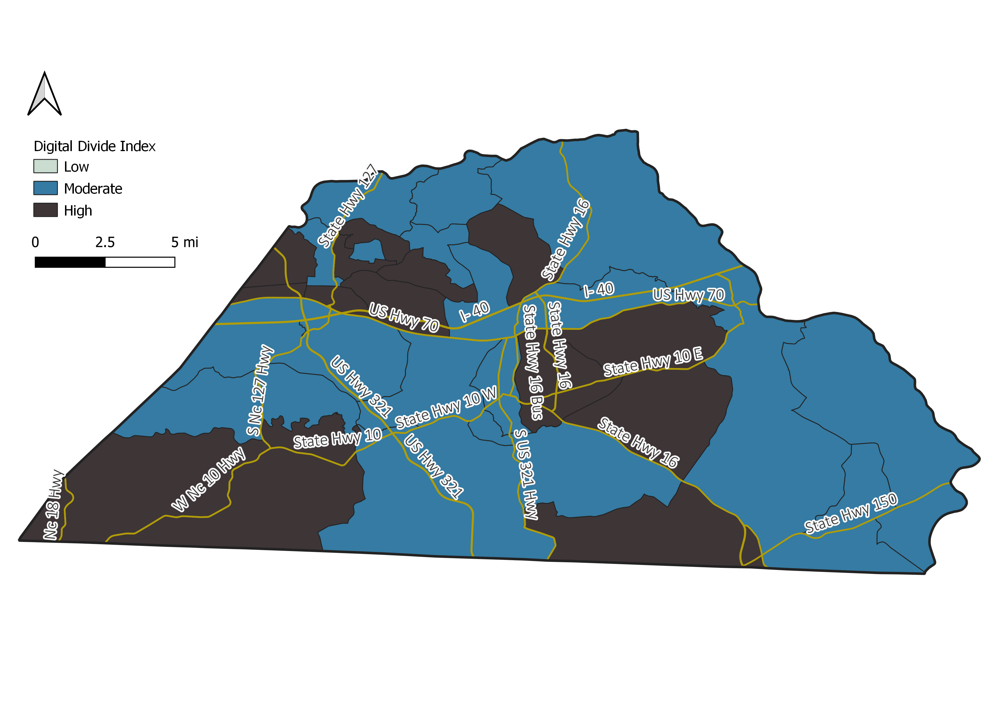 Digital Divide Index
Low
Moderate
High
0 2.5 5 mi
State Hwy 127
State Hwy 16
I- 40
US Hwy 70
I- 40
US Hwy 70
State Hwy 16 Bus
State Hwy 16
State Hwy 10 E
S Nc 127 Hwy
US Hwy 321
State Hwy 10 W
State Hwy 10
State Hwy 16
US Hwy 321
S US 321 Hwy
W Nc 10 Hwy
Nc 18 Hwy
State Hwy 150